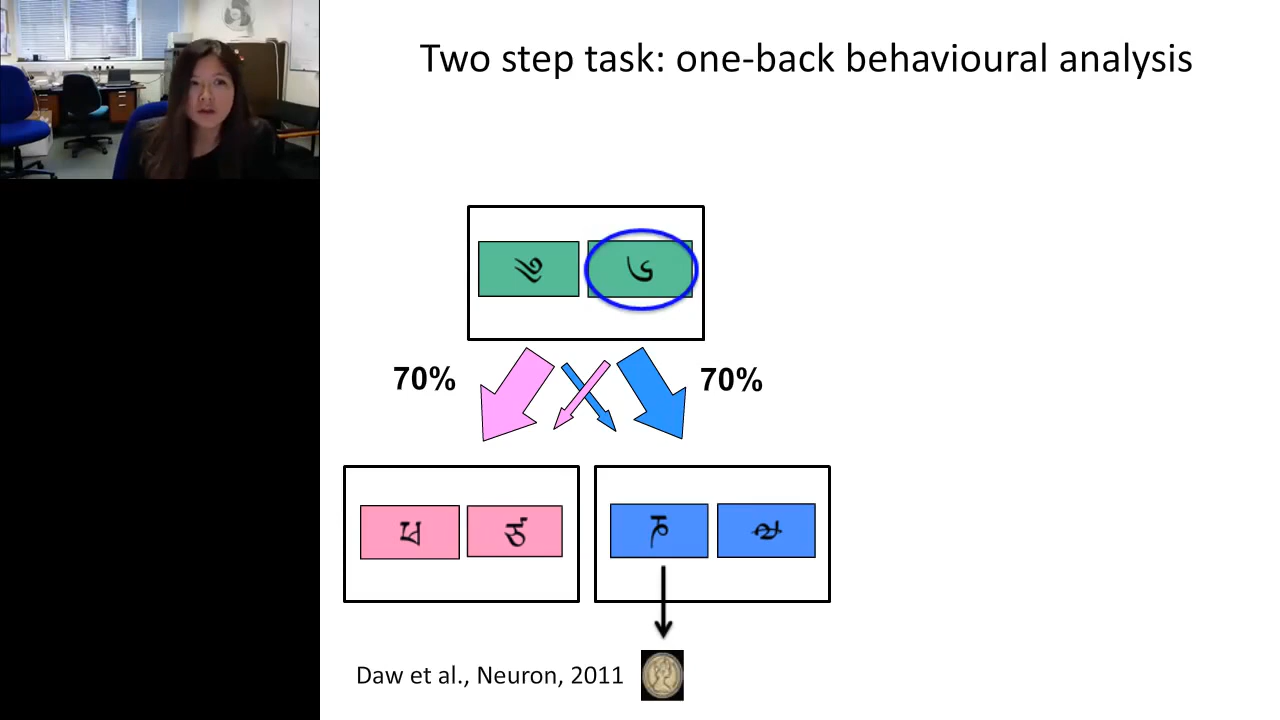 Two step task: one-back behavioural analysis
70%
70%
Daw et al., Neuron, 2011